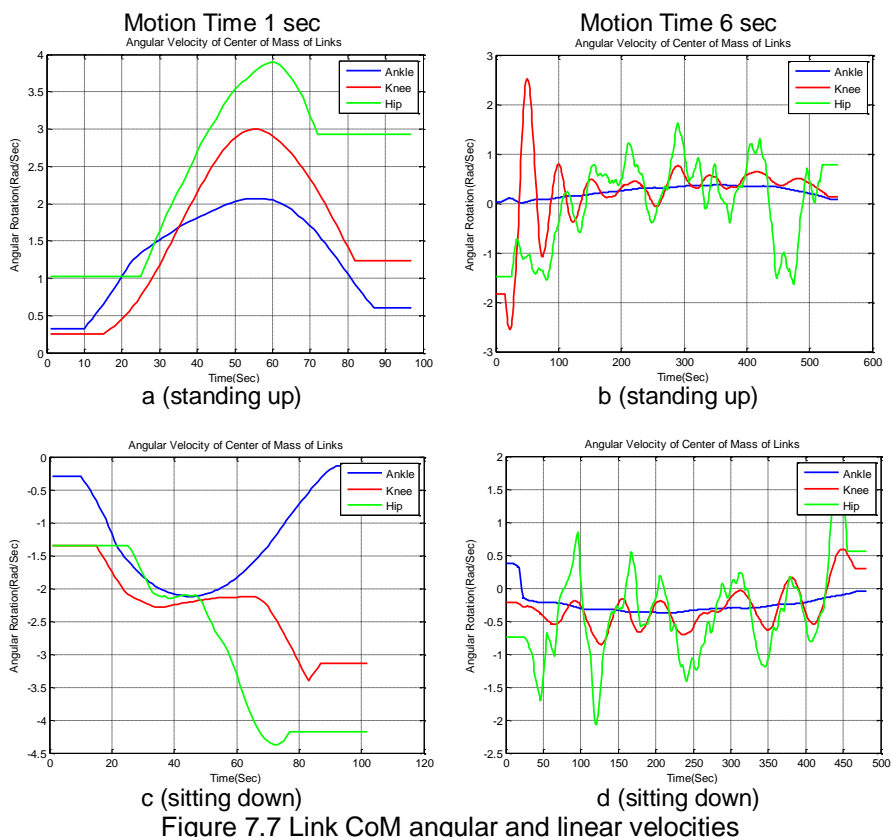 Motion Time 1 sec
Motion Time 6 sec
Angular Velocity of Center of Mass of Links
4
3.5
3
2.5
2
1.5
1
0.5
0
0 10 20 30 40 50 60 70 80 90 100
Angular Rotation(Rad/Sec)
Time(Sec)
Ankle
Knee
Hip
a (standing up)
Angular Velocity of Center of Mass of Links
3
2
1
0
-1
-2
-3
0 100 200 300 400 500 600
Angular Rotation(Rad/Sec)
Time(Sec)
Ankle
Knee
Hip
b (standing up)
Angular Velocity of Center of Mass of Links
0
-0.5
-1
-1.5
-2
-2.5
-3
-3.5
-4
-4.5
0 20 40 60 80 100 120
Angular Rotation(Rad/Sec)
Time(Sec)
Ankle
Knee
Hip
c (sitting down)
Angular Velocity of Center of Mass of Links
2
1.5
1
0.5
0
-0.5
-1
-1.5
-2
-2.5
0 50 100 150 200 250 300 350 400 450 500
Angular Rotation(Rad/Sec)
Time(Sec)
Ankle
Knee
Hip
d (sitting down)
Figure 7.7 Link CoM angular and linear velocities